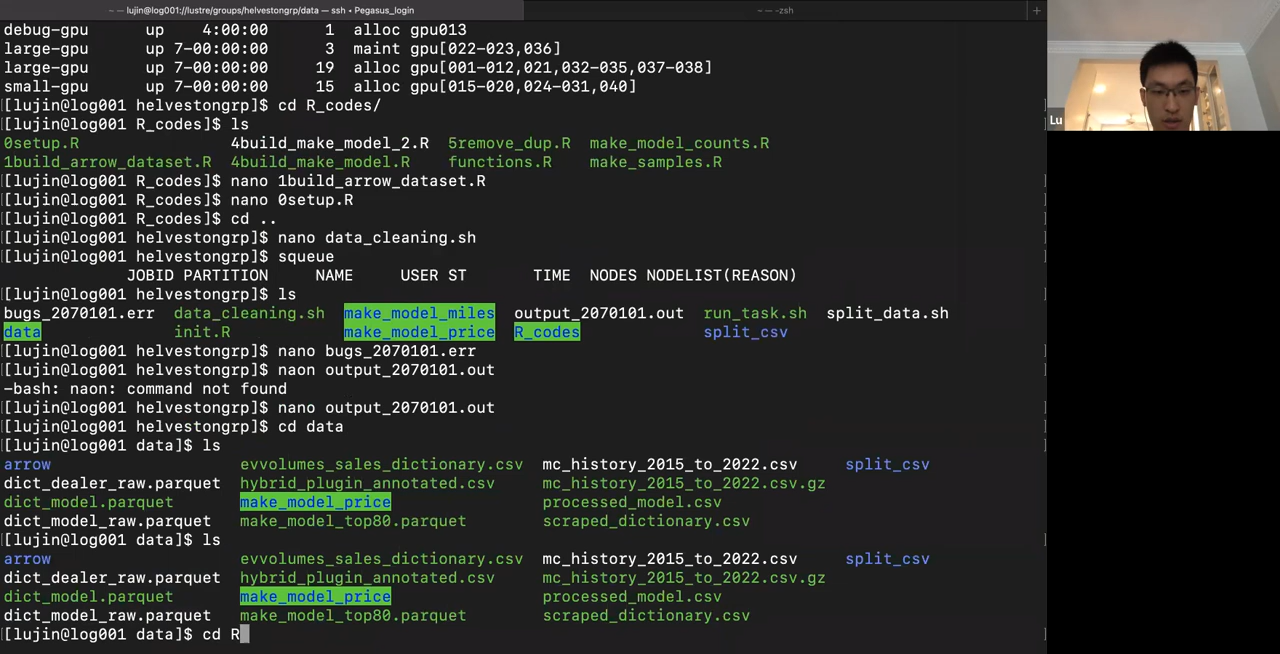 ~ — lujin@log001://lustre/groups/helvestongrp/data — ssh • Pegasus_login
~ — -zsh
+
debug-gpu up 4:00:00 1 alloc gpu013
large-gpu up 7-00:00:00 3 maint gpu[022-023,036]
large-gpu up 7-00:00:00 19 alloc gpu[001-012,021,032-035,037-038]
small-gpu up 7-00:00:00 15 alloc gpu[015-020,024-031,040]
[[lujin@log001 helvestongrp]$ cd R_codes/
[[lujin@log001 R_codes]$ ls
0setup.R 4build_make_model_2.R 5remove_dup.R make_model_counts.R
1build_arrow_dataset.R 4build_make_model.R functions.R make_samples.R
[[lujin@log001 R_codes]$ nano 1build_arrow_dataset.R
[[lujin@log001 R_codes]$ nano 0setup.R
[[lujin@log001 R_codes]$ cd ..
[[lujin@log001 helvestongrp]$ nano data_cleaning.sh
[[lujin@log001 helvestongrp]$ squeue
JOBID PARTITION NAME USER ST TIME NODES NODELIST(REASON)
[[lujin@log001 helvestongrp]$ ls
bugs_2070101.err data_cleaning.sh make_model_miles output_2070101.out run_task.sh split_data.sh
data init.R make_model_price R_codes split_csv
[[lujin@log001 helvestongrp]$ nano bugs_2070101.err
[[lujin@log001 helvestongrp]$ naon output_2070101.out
-bash: naon: command not found
[[lujin@log001 helvestongrp]$ nano output_2070101.out
[[lujin@log001 helvestongrp]$ cd data
[[lujin@log001 data]$ ls
arrow evvolumes_sales_dictionary.csv mc_history_2015_to_2022.csv split_csv
dict_dealer_raw.parquet hybrid_plugin_annotated.csv mc_history_2015_to_2022.csv.gz
dict_model.parquet make_model_price processed_model.csv
dict_model_raw.parquet make_model_top80.parquet scraped_dictionary.csv
[[lujin@log001 data]$ ls
arrow evvolumes_sales_dictionary.csv mc_history_2015_to_2022.csv split_csv
dict_dealer_raw.parquet hybrid_plugin_annotated.csv mc_history_2015_to_2022.csv.gz
dict_model.parquet make_model_price processed_model.csv
dict_model_raw.parquet make_model_top80.parquet scraped_dictionary.csv
[[lujin@log001 data]$ cd R
Lu